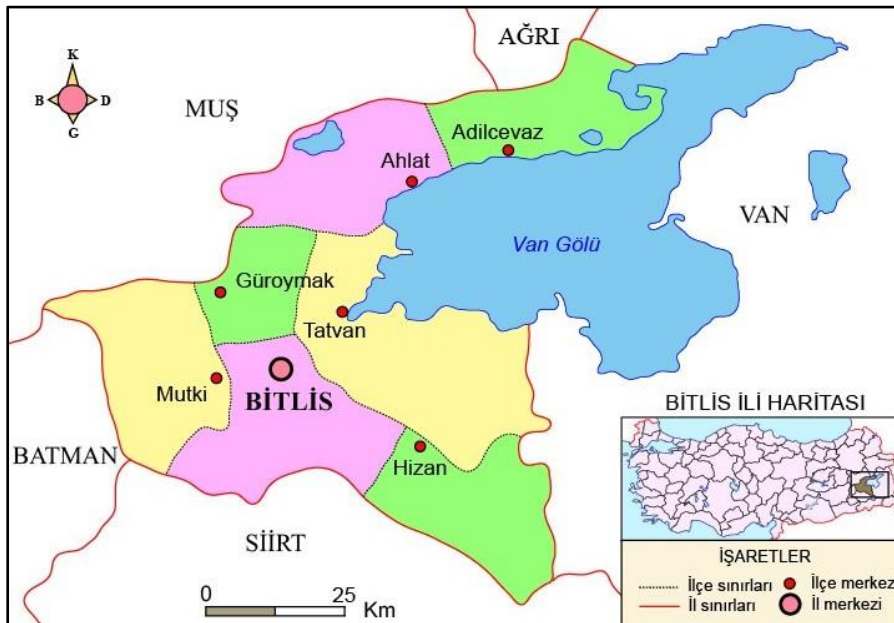 AĞRI
K
B
D
G
MUŞ
Adilcevaz
Ahlat
VAN
Van Gölü
Güroymak
Tatvan
Mutki
BİTLİS
BİTLİS İLİ HARİTASI
BATMAN
Hizan
SİİRT
İŞARETLER
İlçe sınırları
İlçe merkezi
İl sınırları
İl merkezi
0
25
Km